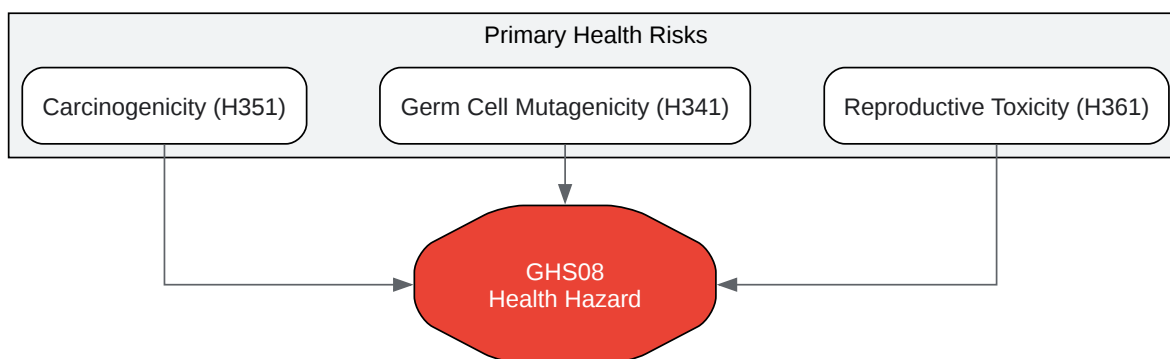 Primary Health Risks
Carcinogenicity (H351)
Germ Cell Mutagenicity (H341)
Reproductive Toxicity (H361)
GHS08
Health Hazard